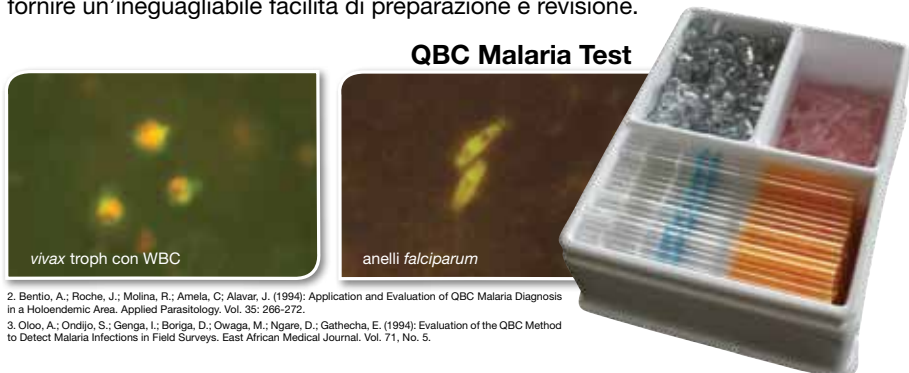 fornire un'ineguagliabile facilità di preparazione e revisione.
QBC Malaria Test
vivax troph con WBC
anelli falciparum
2. Bentio, A.; Roche, J.; Molina, R.; Amela, C; Alavar, J. (1994): Application and Evaluation of QBC Malaria Diagnosis
in a Holoendemic Area. Applied Parasitology. Vol. 35: 266-272.
3. Oloo, A.; Ondijo, S.; Genga, I.; Boriga, D.; Owaga, M.; Ngare, D.; Gathecha, E. (1994): Evaluation of the QBC Method
to Detect Malaria Infections in Field Surveys. East African Medical Journal. Vol. 71, No. 5.